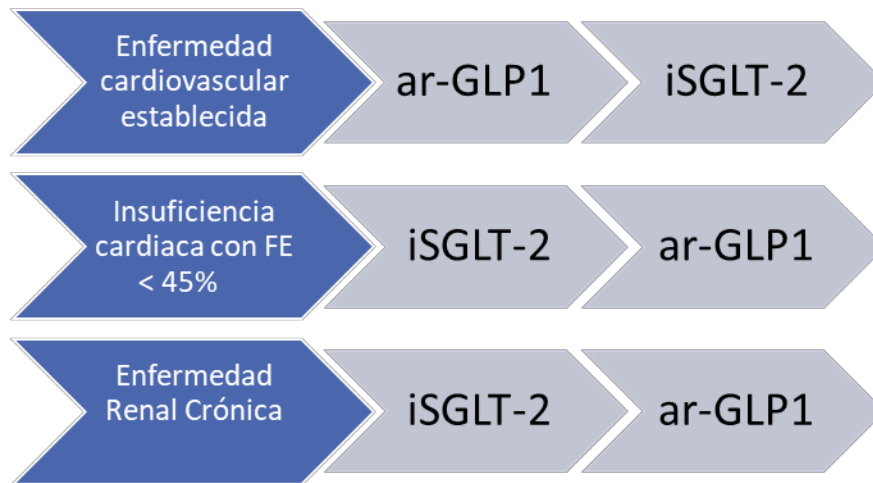 Enfermedad
cardiovascular
establecida
ar-GLP1
iSGLT-2
Insuficiencia
cardiaca con FE
< 45%
iSGLT-2
ar-GLP1
Enfermedad
Renal Crónica
iSGLT-2
ar-GLP1